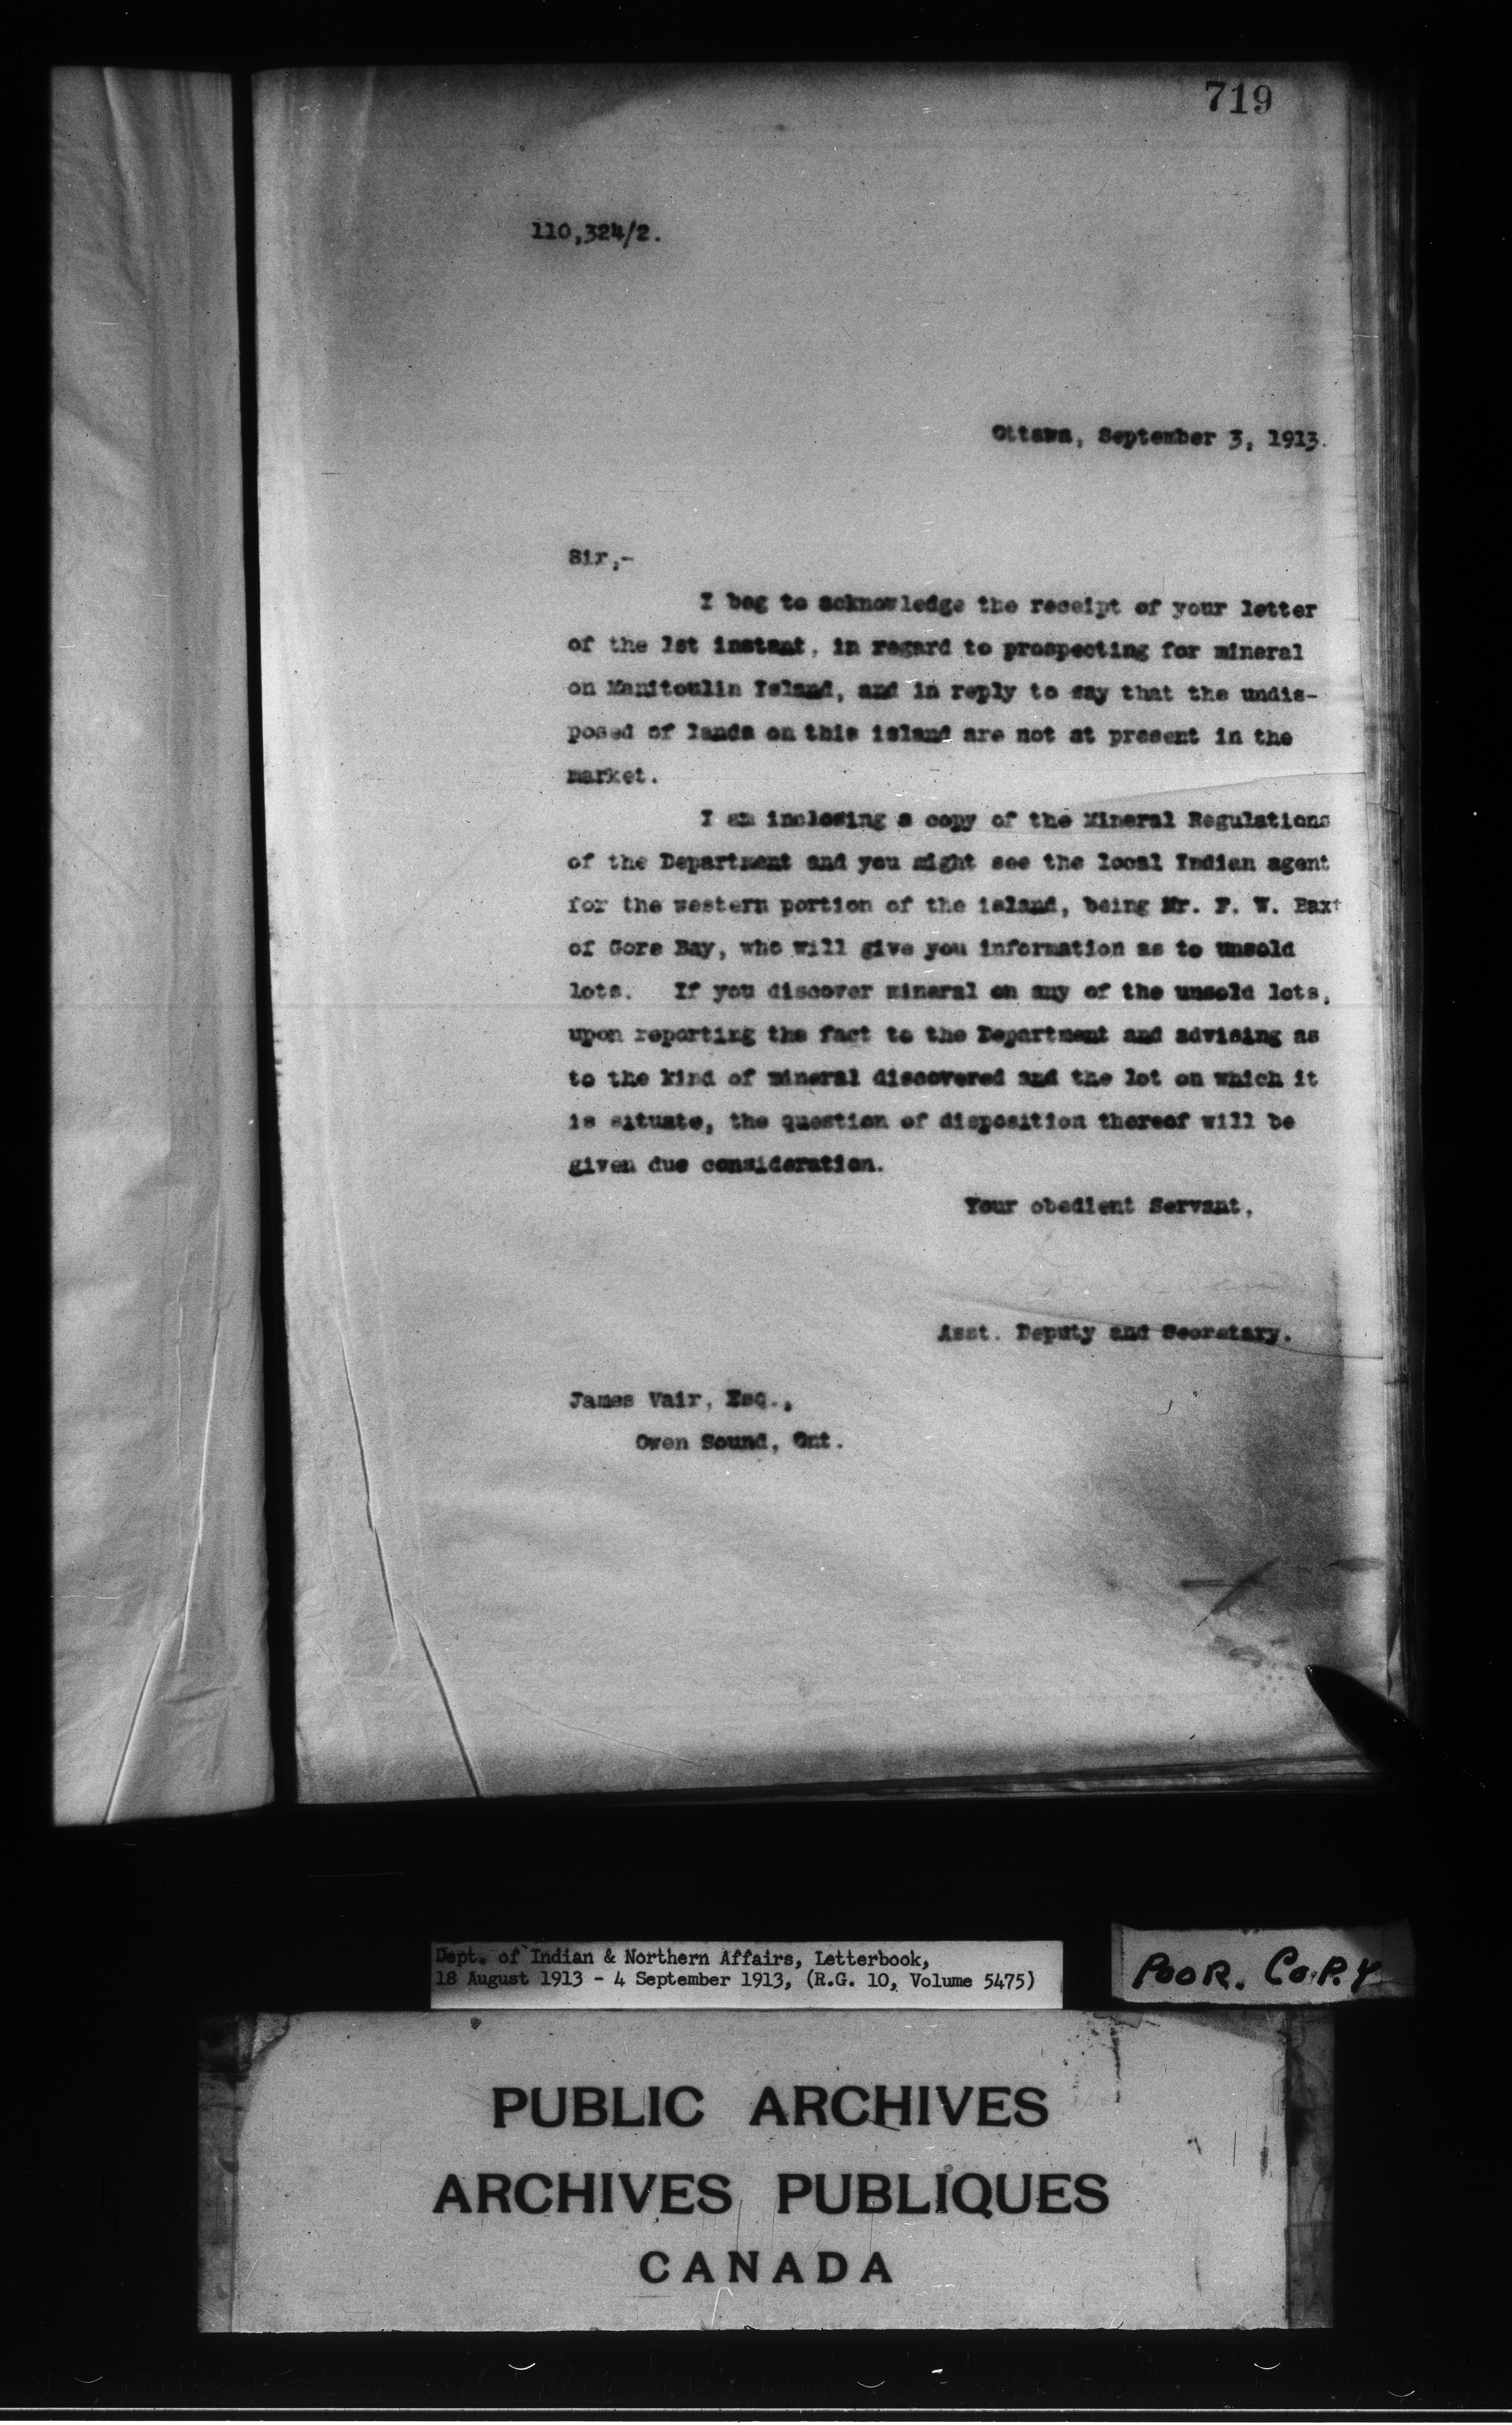 719
110,324/2.
Ottawa, September 3, 1913.
Sir,-
I beg to acknowledge the receipt of your letter
of the 1st instant, in regard to prospecting for mineral
on Manitoulin Island, and in reply to say that the undis-
posed of lands on this island are not at present in the
market.
I am inclosing a copy of the Mineral Regulations
of the Department and you might see the local Indian agent
for the western portion of the island, being Mr. F. W. Baxt
of Gore Bay, who will give you information as to unsold
lots. If you discover mineral on any of the unsold lots,
upon reporting the fact to the Department and advising as
to the kind of mineral discovered and the lot on which it
is situate, the question of disposition thereof will be
given due consideration.
Your obedient Servant,
Asst. Deputy and Secretary.
James Vair, Esq.,
Owen Sound, Ont.
Dept. of Indian & Northern Affairs, Letterbook,
18 August 1913 - 4 September 1913, (R.G. 10, Volume 5475)
POOR. COPY
PUBLIC ARCHIVES
ARCHIVES PUBLIQUES
CANADA